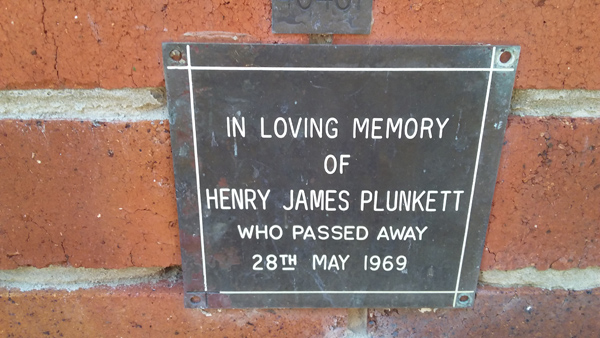 IN LOVING MEMORY
OF
HENRY JAMES PLUNKETT
WHO PASSED AWAY
28TH MAY 1969